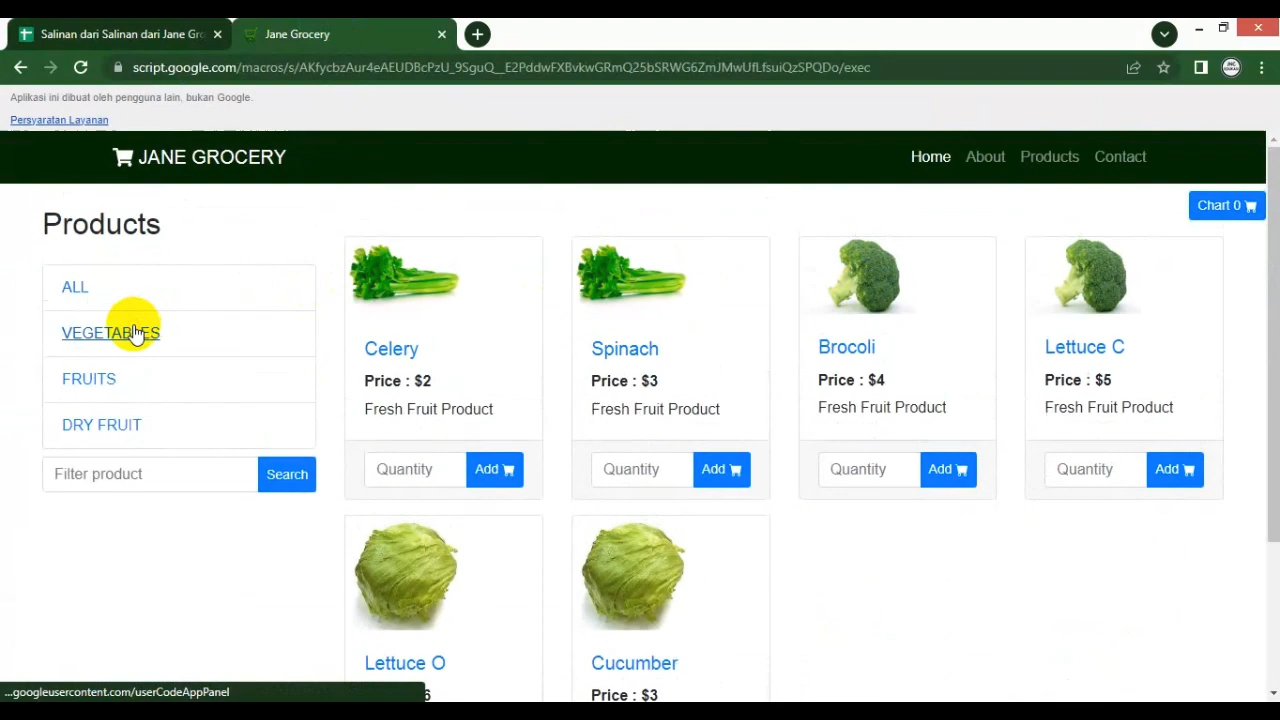 Salinan dari Salinan dari Jane Gro
Jane Grocery
script.google.com/macros/s/AKfycbzAur4eAEUDBcPzU_9SguQ__E2PddwFXBvkwGRmQ25bSRWG6ZmJMwUfLfsuiQzSPQDo/exec
Aplikasi ini dibuat oleh pengguna lain, bukan Google.
Persyaratan Layanan
JANE GROCERY
Home About Products Contact
Chart 0
Products
ALL
VEGETABLES
FRUITS
DRY FRUIT
Filter product Search
Celery
Price : $2
Fresh Fruit Product
Quantity Add
Spinach
Price : $3
Fresh Fruit Product
Quantity Add
Brocoli
Price : $4
Fresh Fruit Product
Quantity Add
Lettuce C
Price : $5
Fresh Fruit Product
Quantity Add
Lettuce O
6
Cucumber
Price : $3
...googleusercontent.com/userCodeAppPanel